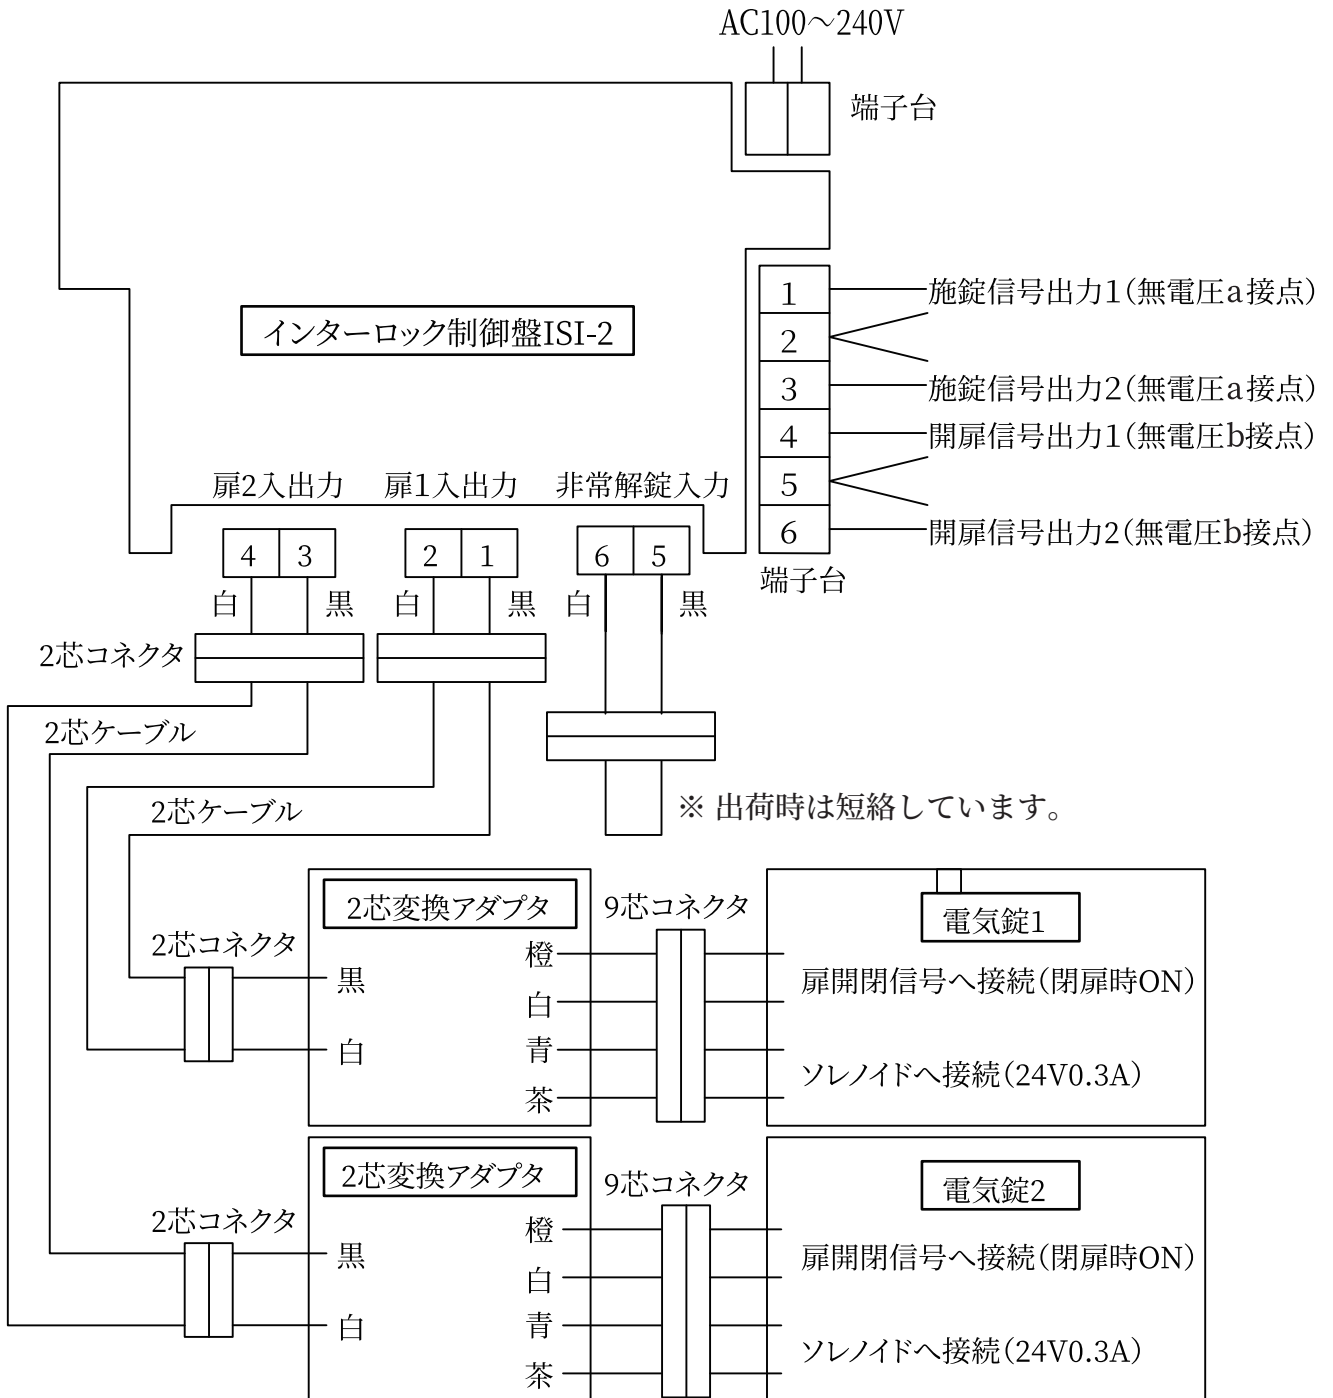 AC100～240V
端子台
インターロック制御盤ISI-2
1
2
3
4
5
6
施錠信号出力1(無電圧a接点)
施錠信号出力2(無電圧a接点)
開扉信号出力1(無電圧b接点)
開扉信号出力2(無電圧b接点)
端子台
扉2入出力
扉1入出力
非常解錠入力
4 3
2 1
6 5
白 黒
白 黒
白 黒
2芯コネクタ
2芯ケーブル
2芯ケーブル
※ 出荷時は短絡しています。
2芯コネクタ
黒
白
2芯変換アダプタ
橙
白
青
茶
9芯コネクタ
電気錠1
扉開閉信号へ接続(閉扉時ON)
ソレノイドへ接続(24V0.3A)
2芯コネクタ
黒
白
2芯変換アダプタ
橙
白
青
茶
9芯コネクタ
電気錠2
扉開閉信号へ接続(閉扉時ON)
ソレノイドへ接続(24V0.3A)